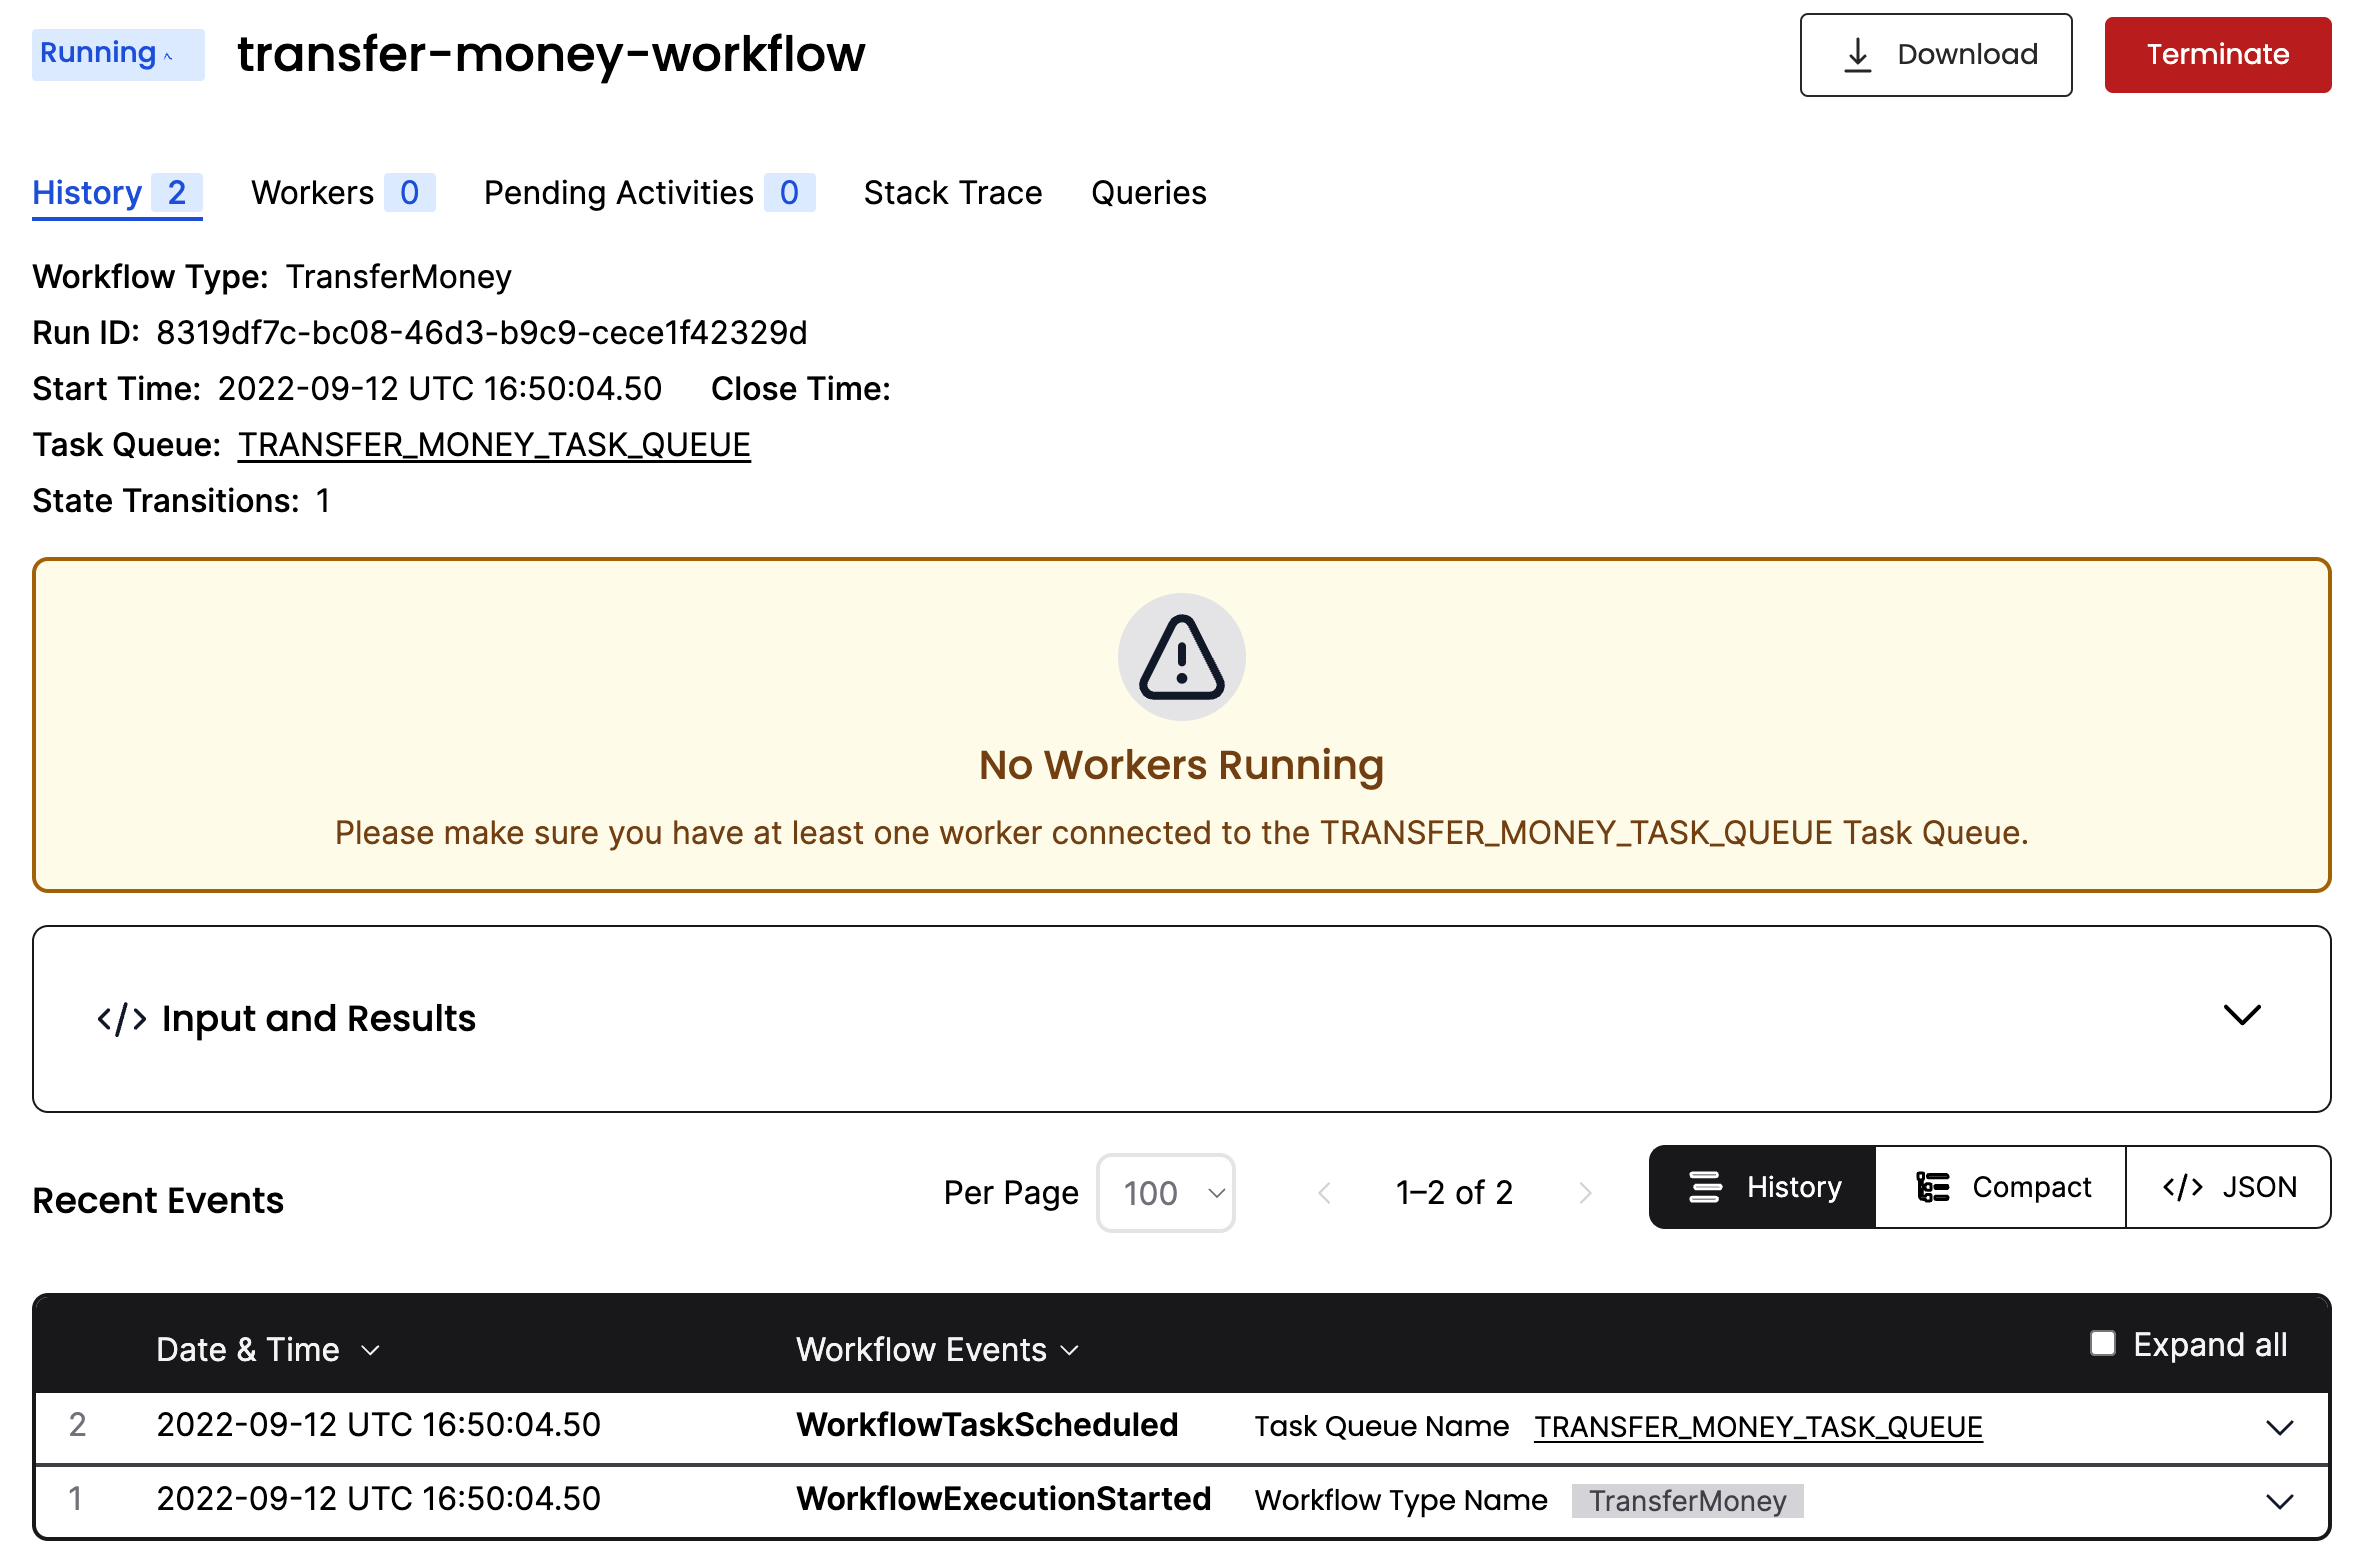 Running transfer-money-workflow Download Terminate
History 2 Workers 0 Pending Activities 0 Stack Trace Queries
Workflow Type: TransferMoney
Run ID: 8319df7c-bc08-46d3-b9c9-cece1f42329d
Start Time: 2022-09-12 UTC 16:50:04.50 Close Time:
Task Queue: TRANSFER_MONEY_TASK_QUEUE
State Transitions: 1
No Workers Running
Please make sure you have at least one worker connected to the TRANSFER_MONEY_TASK_QUEUE Task Queue.
</> Input and Results
Recent Events Per Page 100 1–2 of 2 History Compact </> JSON
Date & Time Workflow Events Expand all
2 2022-09-12 UTC 16:50:04.50 WorkflowTaskScheduled Task Queue Name TRANSFER_MONEY_TASK_QUEUE
1 2022-09-12 UTC 16:50:04.50 WorkflowExecutionStarted Workflow Type Name TransferMoney